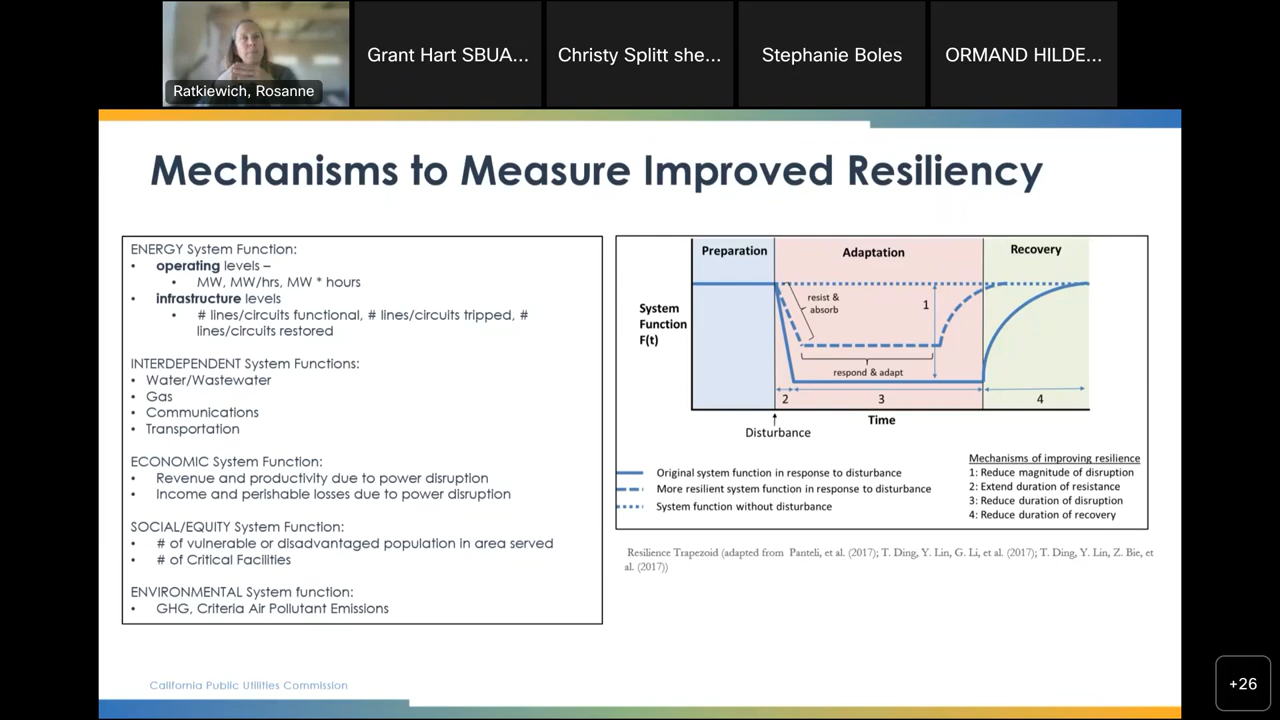 Ratkiewich, Rosanne
Grant Hart SBUA...
Christy Splitt she...
Stephanie Boles
ORMAND HILDE...
Mechanisms to Measure Improved Resiliency
ENERGY System Function:
• operating levels –
• MW, MW/hrs, MW * hours
• infrastructure levels
• # lines/circuits functional, # lines/circuits tripped, #
lines/circuits restored
INTERDEPENDENT System Functions:
• Water/Wastewater
• Gas
• Communications
• Transportation
ECONOMIC System Function:
• Revenue and productivity due to power disruption
• Income and perishable losses due to power disruption
SOCIAL/EQUITY System Function:
• # of vulnerable or disadvantaged population in area served
• # of Critical Facilities
ENVIRONMENTAL System function:
• GHG, Criteria Air Pollutant Emissions
Preparation
Adaptation
Recovery
System
Function
F(t)
resist &
absorb
1
respond & adapt
2
3
4
Time
Disturbance
Original system function in response to disturbance
More resilient system function in response to disturbance
System function without disturbance
Mechanisms of improving resilience
1: Reduce magnitude of disruption
2: Extend duration of resistance
3: Reduce duration of disruption
4: Reduce duration of recovery
Resilience Trapezoid (adapted from Panteli, et al. (2017); T. Ding, Y. Lin, G. Li, et al. (2017); T. Ding, Y. Lin, Z. Bie, et
al. (2017))
California Public Utilities Commission
+26